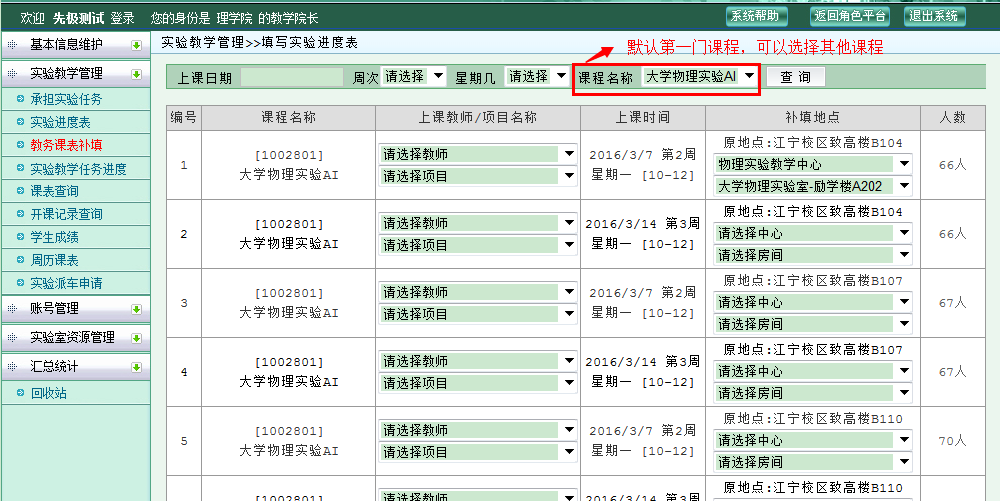 欢迎 先极测试 登录 您的身份是 理学院 的教学院长 系统帮助 返回角色平台 退出系统
基本信息维护
实验教学管理
承担实验任务
实验进度表
教务课表补填
实验教学任务进度
课表查询
开课记录查询
学生成绩
周历课表
实验派车申请
账号管理
实验室资源管理
汇总统计
回收站
实验教学管理>>填写实验进度表
默认第一门课程，可以选择其他课程
上课日期 周次 请选择 星期几 请选择 课程名称 大学物理实验AI 查 询
编号 课程名称 上课教师/项目名称 上课时间 补填地点 人数
1 [1002801] 大学物理实验AI 请选择教师 请选择项目 2016/3/7 第2周 星期一 [10-12] 原地点:江宁校区致高楼B104 物理实验教学中心 大学物理实验室-励学楼A202 66人
2 [1002801] 大学物理实验AI 请选择教师 请选择项目 2016/3/14 第3周 星期一 [10-12] 原地点:江宁校区致高楼B104 请选择中心 请选择房间 66人
3 [1002801] 大学物理实验AI 请选择教师 请选择项目 2016/3/7 第2周 星期一 [10-12] 原地点:江宁校区致高楼B107 请选择中心 请选择房间 67人
4 [1002801] 大学物理实验AI 请选择教师 请选择项目 2016/3/14 第3周 星期一 [10-12] 原地点:江宁校区致高楼B107 请选择中心 请选择房间 67人
5 [1002801] 大学物理实验AI 请选择教师 请选择项目 2016/3/7 第2周 星期一 [10-12] 原地点:江宁校区致高楼B110 请选择中心 请选择房间 70人
[1002801] 请选择教师 2016/3/14 第3周 原地点:江宁校区致高楼B110